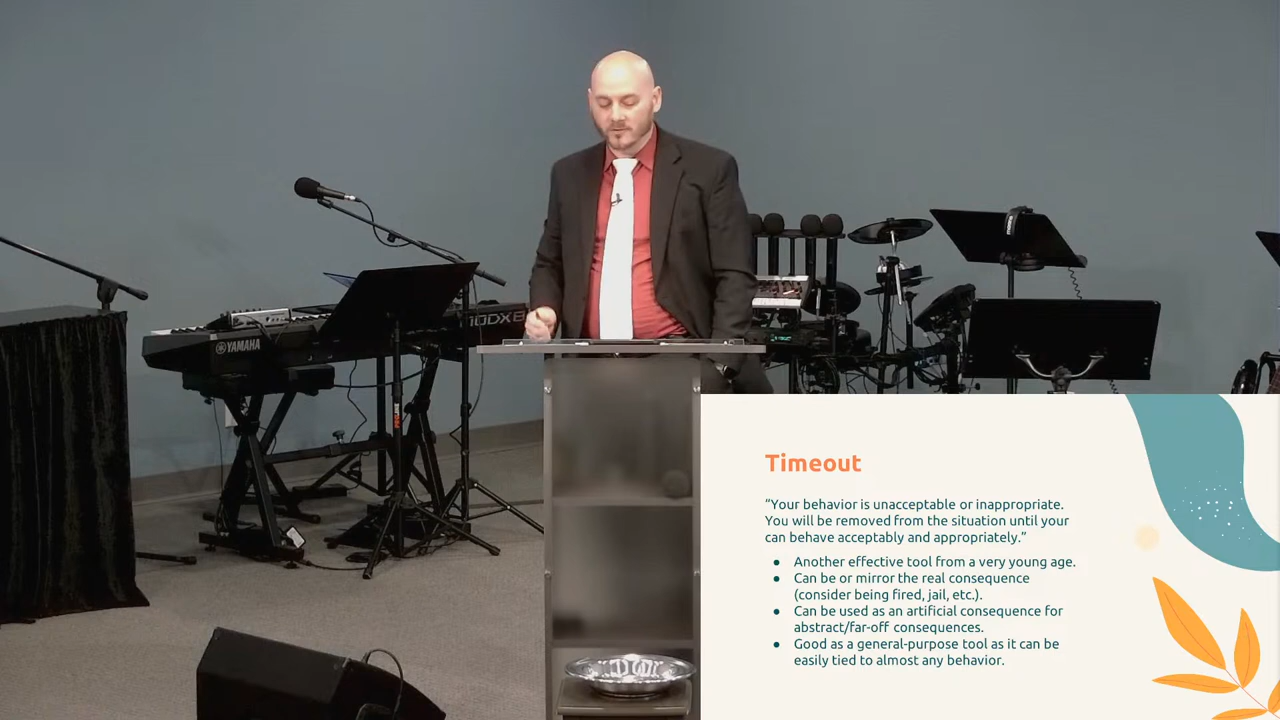 YAMAHA
Timeout
“Your behavior is unacceptable or inappropriate.
You will be removed from the situation until your
can behave acceptably and appropriately.”
● Another effective tool from a very young age.
● Can be or mirror the real consequence
(consider being fired, jail, etc.).
● Can be used as an artificial consequence for
abstract/far-off consequences.
● Good as a general-purpose tool as it can be
easily tied to almost any behavior.